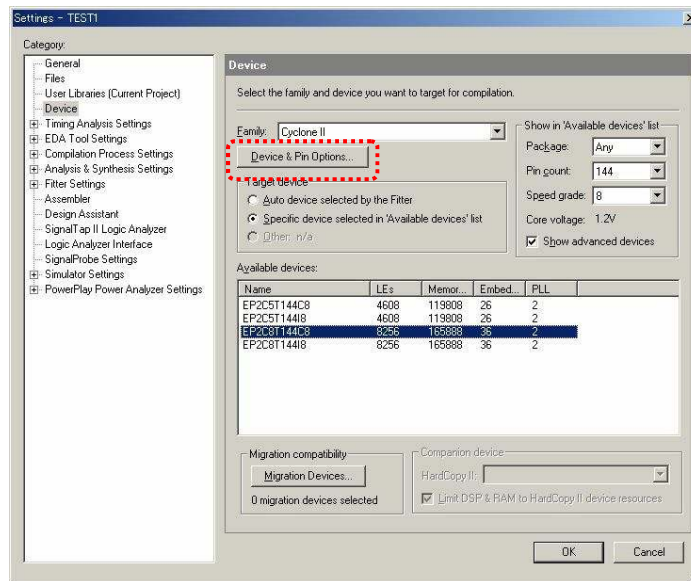 Settings - TEST1
Category:
General
Files
User Libraries (Current Project)
Device
Timing Analysis Settings
EDA Tool Settings
Compilation Process Settings
Analysis & Synthesis Settings
Fitter Settings
Assembler
Design Assistant
SignalTap II Logic Analyzer
Logic Analyzer Interface
SignalProbe Settings
Simulator Settings
PowerPlay Power Analyzer Settings
Device
Select the family and device you want to target for compilation.
Family: Cyclone II
Device & Pin Options...
Target device
Auto device selected by the Fitter
Specific device selected in 'Available devices' list
Other: n/a
Show in 'Available devices' list
Package: Any
Pin count: 144
Speed grade: 8
Core voltage: 1.2V
Show advanced devices
Available devices:
Name LEs Memor... Embed... PLL
EP2C5T144C8 4608 119808 26 2
EP2C5T144I8 4608 119808 26 2
EP2C8T144C8 8256 165888 36 2
EP2C8T144I8 8256 165888 36 2
Migration compatibility
Migration Devices...
0 migration devices selected
Companion device
HardCopy II:
Limit DSP & RAM to HardCopy II device resources
OK Cancel